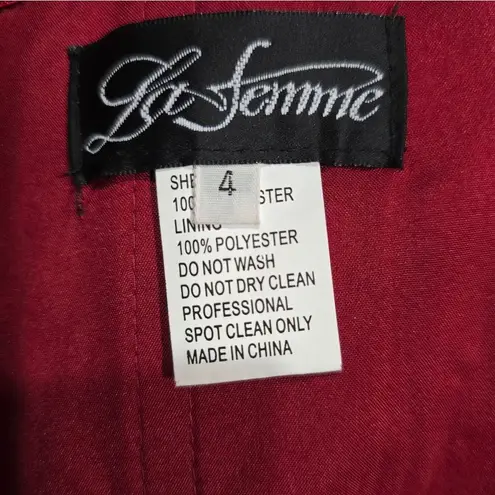 La Femme
4
SHE
100 STER
LINING
100% POLYESTER
DO NOT WASH
DO NOT DRY CLEAN
PROFESSIONAL
SPOT CLEAN ONLY
MADE IN CHINA